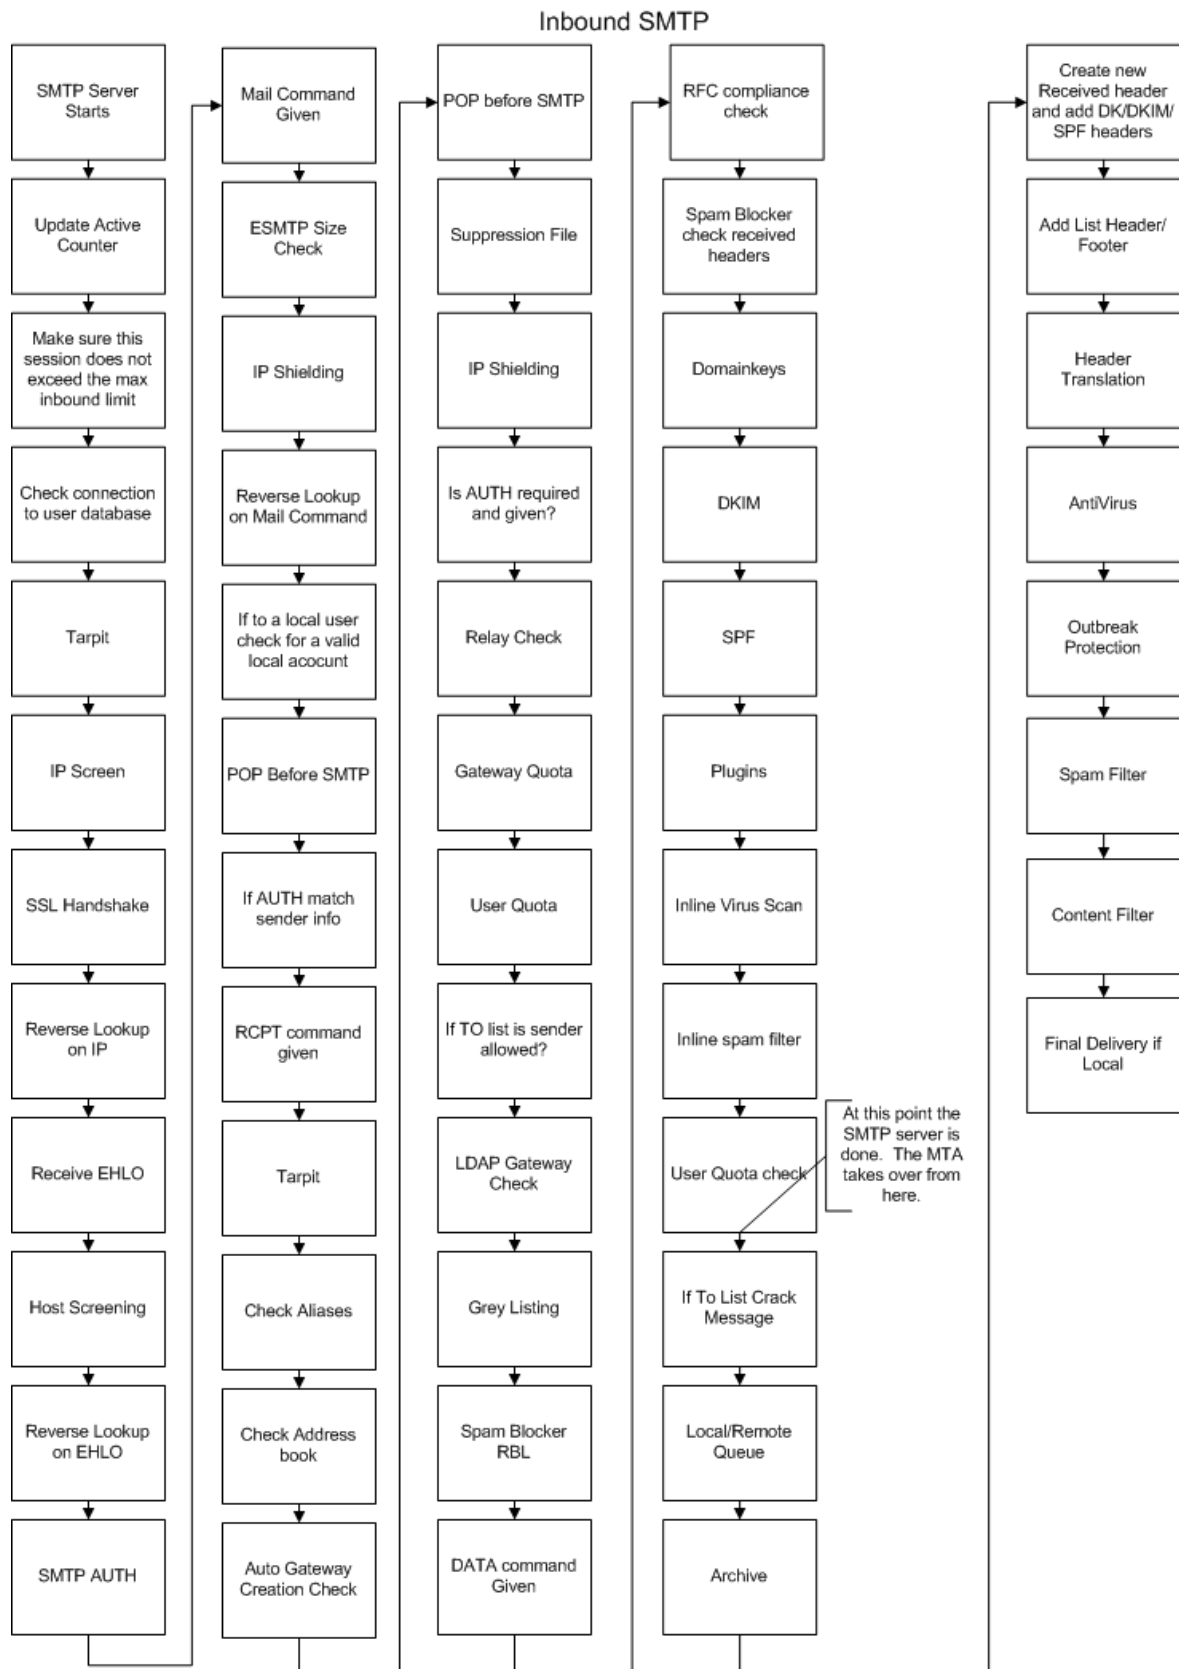 Inbound SMTP
SMTP Server
Starts
Update Active
Counter
Make sure this
session does not
exceed the max
inbound limit
Check connection
to user database
Tarpit
IP Screen
SSL Handshake
Reverse Lookup
on IP
Receive EHLO
Host Screening
Reverse Lookup
on EHLO
SMTP AUTH
Mail Command
Given
ESMTP Size
Check
IP Shielding
Reverse Lookup
on Mail Command
If to a local user
check for a valid
local acocunt
POP Before SMTP
If AUTH match
sender info
RCPT command
given
Tarpit
Check Aliases
Check Address
book
Auto Gateway
Creation Check
POP before SMTP
Suppression File
IP Shielding
Is AUTH required
and given?
Relay Check
Gateway Quota
User Quota
If TO list is sender
allowed?
LDAP Gateway
Check
Grey Listing
Spam Blocker
RBL
DATA command
Given
RFC compliance
check
Spam Blocker
check received
headers
Domainkeys
DKIM
SPF
Plugins
Inline Virus Scan
Inline spam filter
User Quota check
At this point the
SMTP server is
done. The MTA
takes over from
here.
If To List Crack
Message
Local/Remote
Queue
Archive
Create new
Received header
and add DK/DKIM/
SPF headers
Add List Header/
Footer
Header
Translation
AntiVirus
Outbreak
Protection
Spam Filter
Content Filter
Final Delivery if
Local